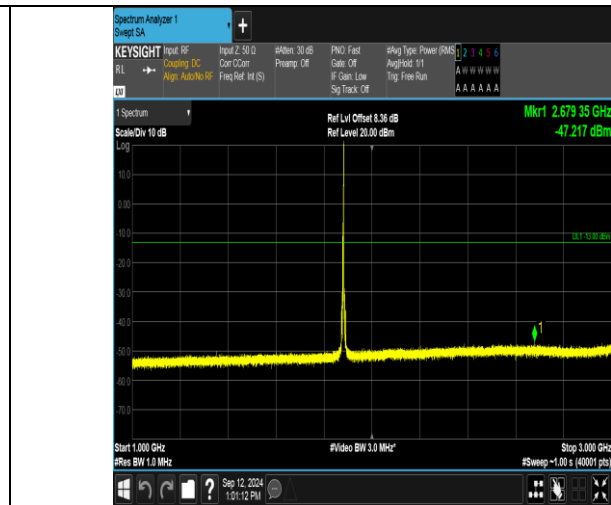 Spectrum Analyzer 1
Swept SA
+
KEYSIGHT
RL
Input: RF
Coupling: DC
Align: Auto/No RF
Input Z: 50 Ω
Corr CCorr
Freq Ref: Int (S)
#Atten: 30 dB
Preamp: Off
PNO: Fast
Gate: Off
IF Gain: Low
Sig Track: Off
#Avg Type: Power (RMS
Avg|Hold: 1/1
Trig: Free Run
1 2 3 4 5 6
A W W W W W
A A A A A A
1 Spectrum
Scale/Div 10 dB
Log
Ref Lvl Offset 8.36 dB
Ref Level 20.00 dBm
Mkr1 2.679 35 GHz
-47.217 dBm
10.0
0.00
-10.0
DL1 -13.00 dBm
-20.0
-30.0
-40.0
1
-50.0
-60.0
-70.0
Start 1.000 GHz
#Res BW 1.0 MHz
#Video BW 3.0 MHz*
Stop 3.000 GHz
#Sweep ~1.00 s (40001 pts)
?
Sep 12, 2024
1:01:12 PM